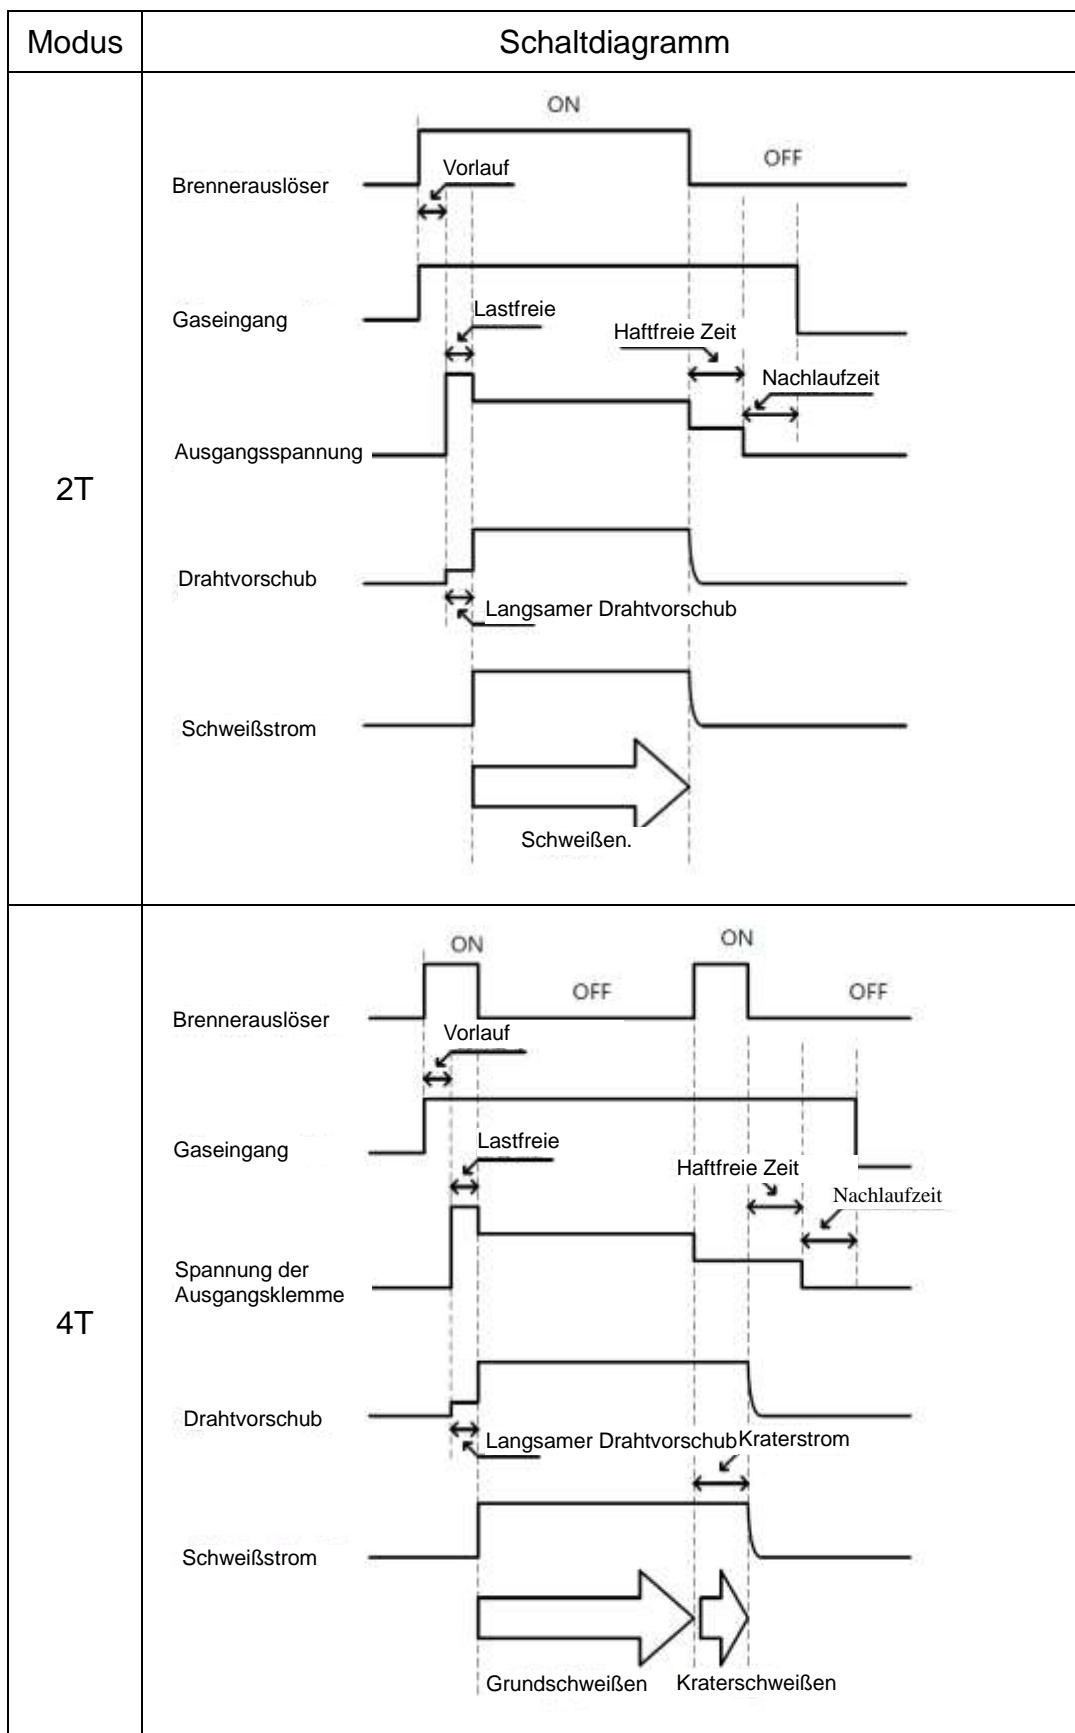 Modus
Schaltdiagramm
2T
ON
OFF
Vorlauf
Brennerauslöser
Lastfreie
Gaseingang
Haftfreie Zeit
Nachlaufzeit
Ausgangsspannung
Drahtvorschub
Langsamer Drahtvorschub
Schweißstrom
Schweißen.
4T
ON
ON
OFF
OFF
Brennerauslöser
Vorlauf
Lastfreie
Gaseingang
Haftfreie Zeit
Nachlaufzeit
Spannung der
Ausgangsklemme
Drahtvorschub
Langsamer Drahtvorschub
Kraterstrom
Schweißstrom
Grundschweißen
Kraterschweißen